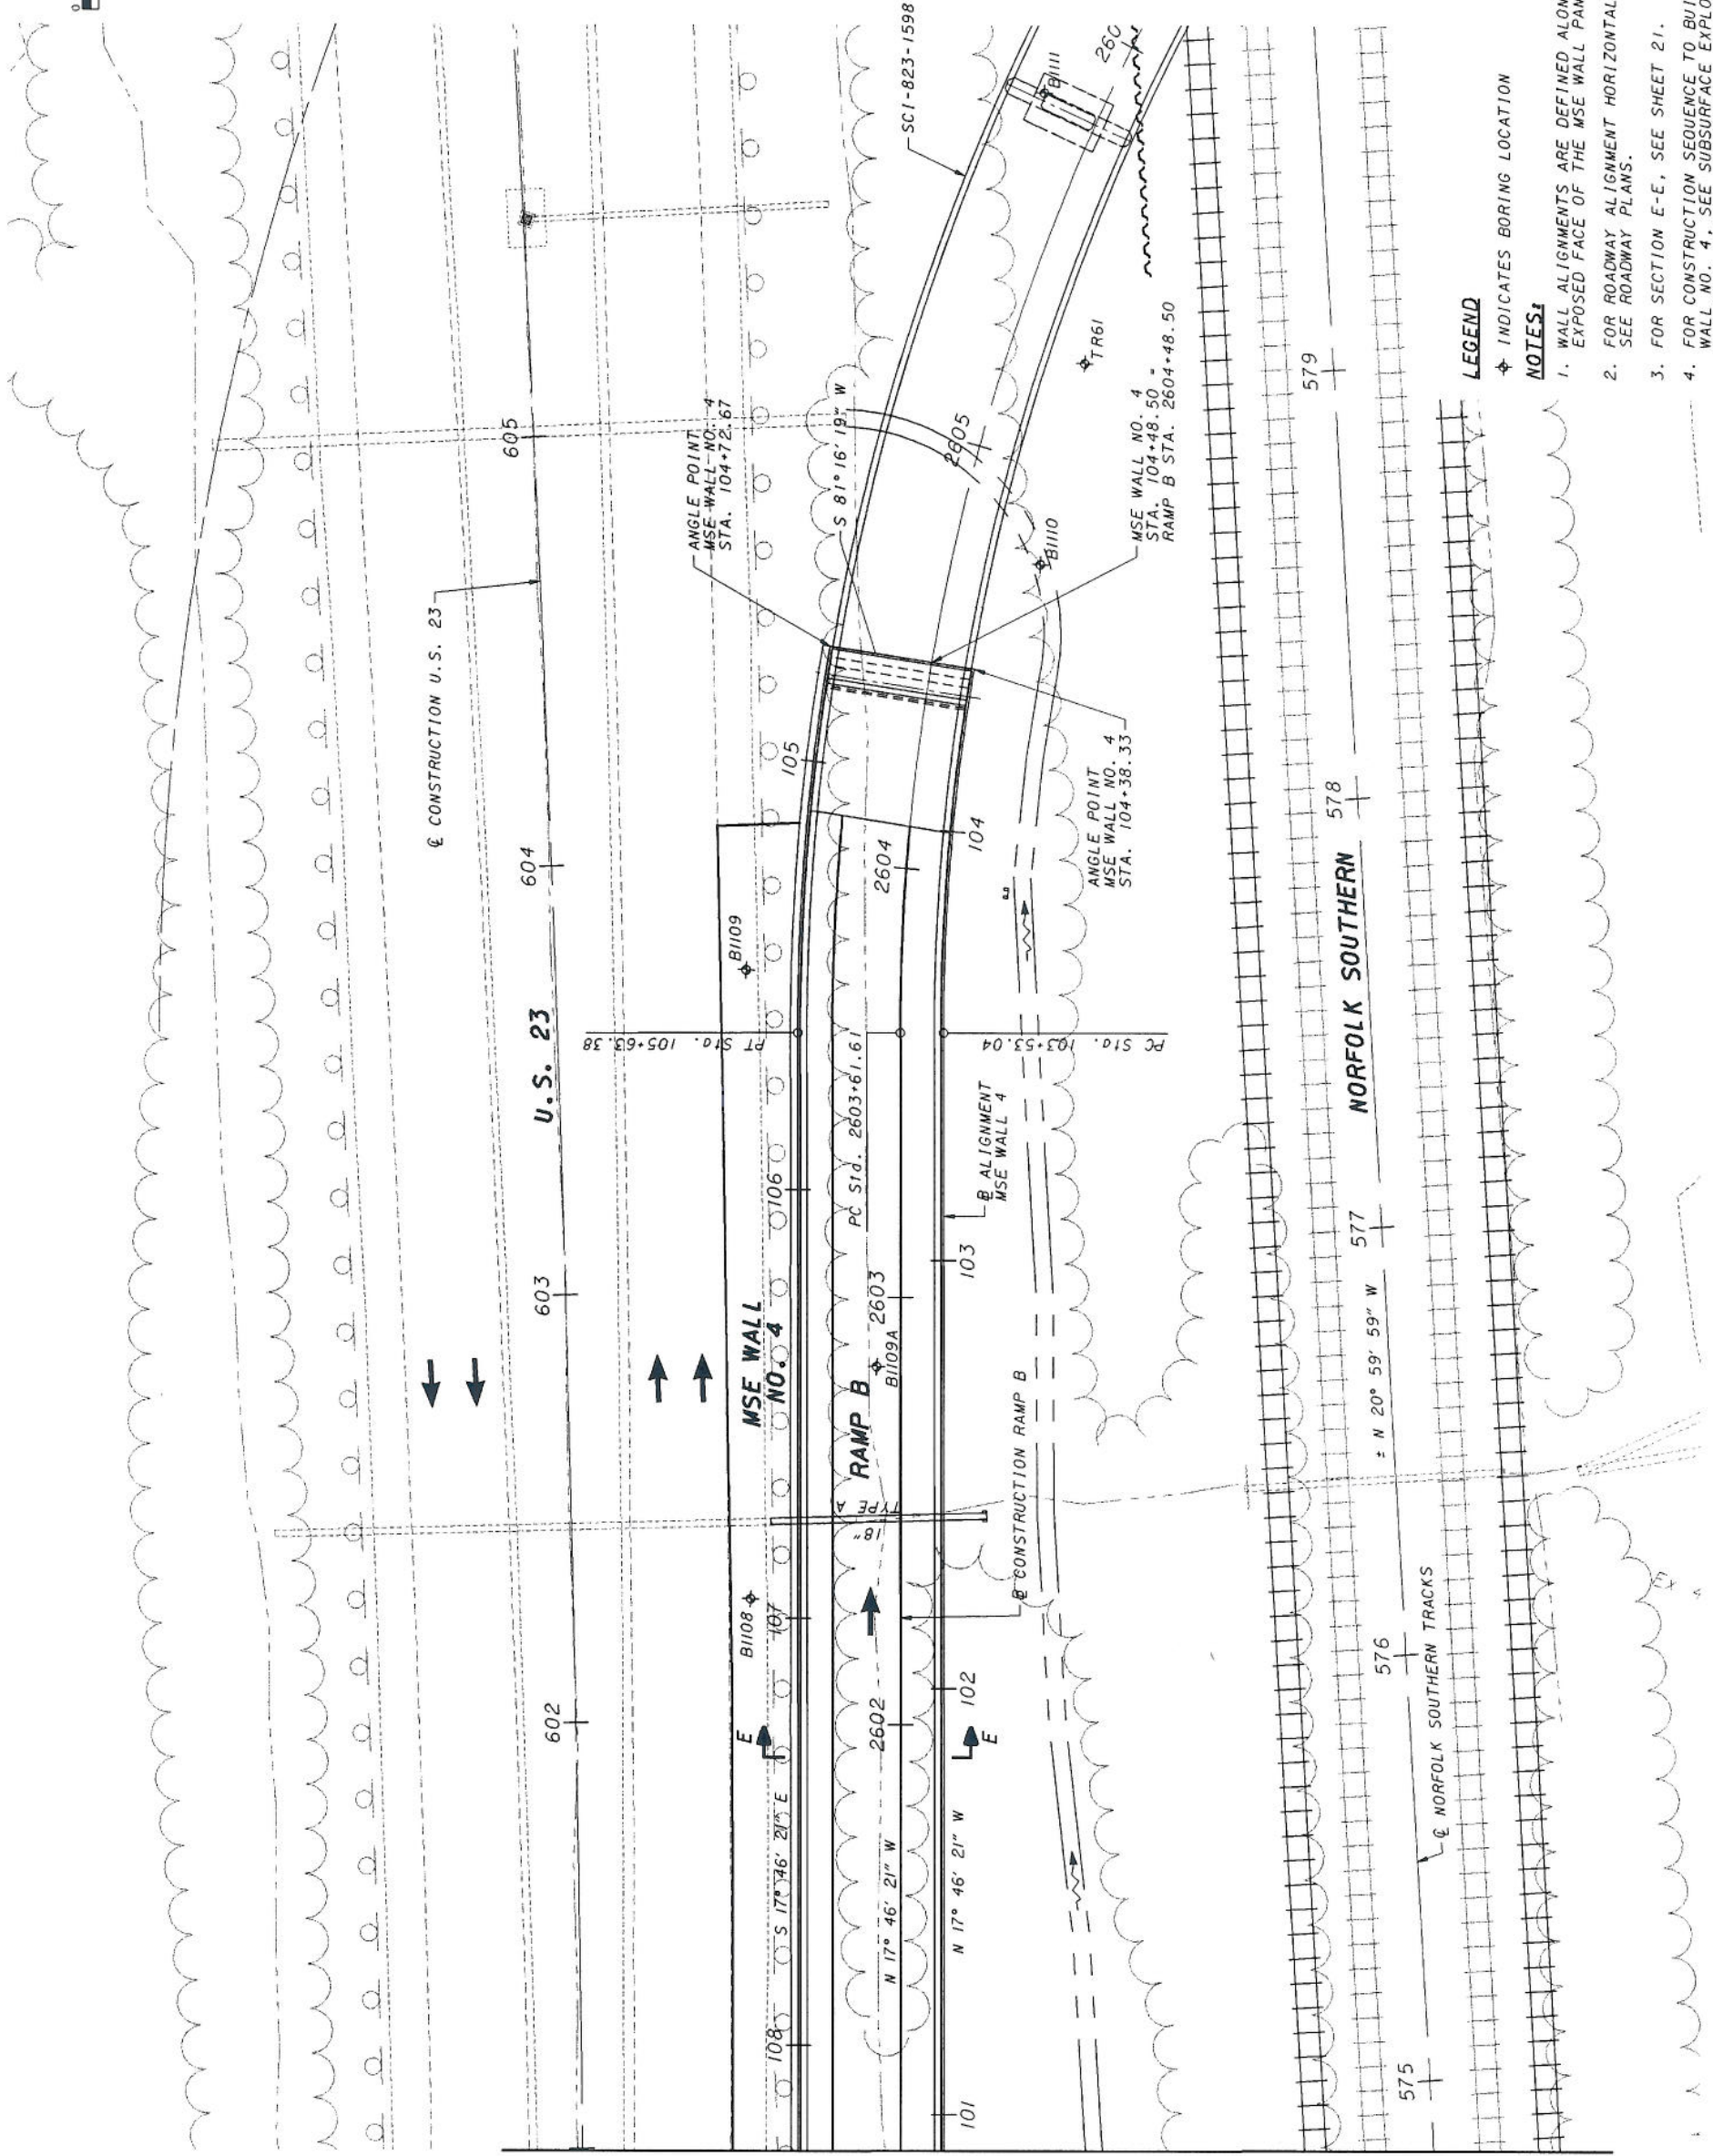 ℄ CONSTRUCTION U.S. 23
U.S. 23
602
603
604
605
MSE WALL
NO. 4
RAMP B
B1108
B1109
B1109A
B1110
B1111
TR61
SCI-823-1598
ANGLE POINT
MSE WALL NO. 4
STA. 104+72.67
S 81° 16' 19" W
MSE WALL NO. 4
STA. 104+48.50 =
RAMP B STA. 2604+48.50
ANGLE POINT
MSE WALL NO. 4
STA. 104+38.33
PT Sta. 105+63.38
PC Sta. 2603+61.61
PC Sta. 103+53.04
108
107
106
105
S 17° 46' 21" E
E
E
N 17° 46' 21" W
N 17° 46' 21" W
2602
2603
2604
2605
260
101
102
103
104
18"
TYPE A
ALIGNMENT
MSE WALL 4
CONSTRUCTION RAMP B
NORFOLK SOUTHERN
575
576
577
578
579
± N 20° 59' 59" W
℄ NORFOLK SOUTHERN TRACKS
LEGEND
INDICATES BORING LOCATION
NOTES:
1. WALL ALIGNMENTS ARE DEFINED ALON
EXPOSED FACE OF THE MSE WALL PAN
2. FOR ROADWAY ALIGNMENT HORIZONTAL
SEE ROADWAY PLANS.
3. FOR SECTION E-E, SEE SHEET 21.
4. FOR CONSTRUCTION SEQUENCE TO BUI
WALL NO. 4, SEE SUBSURFACE EXPLO
0